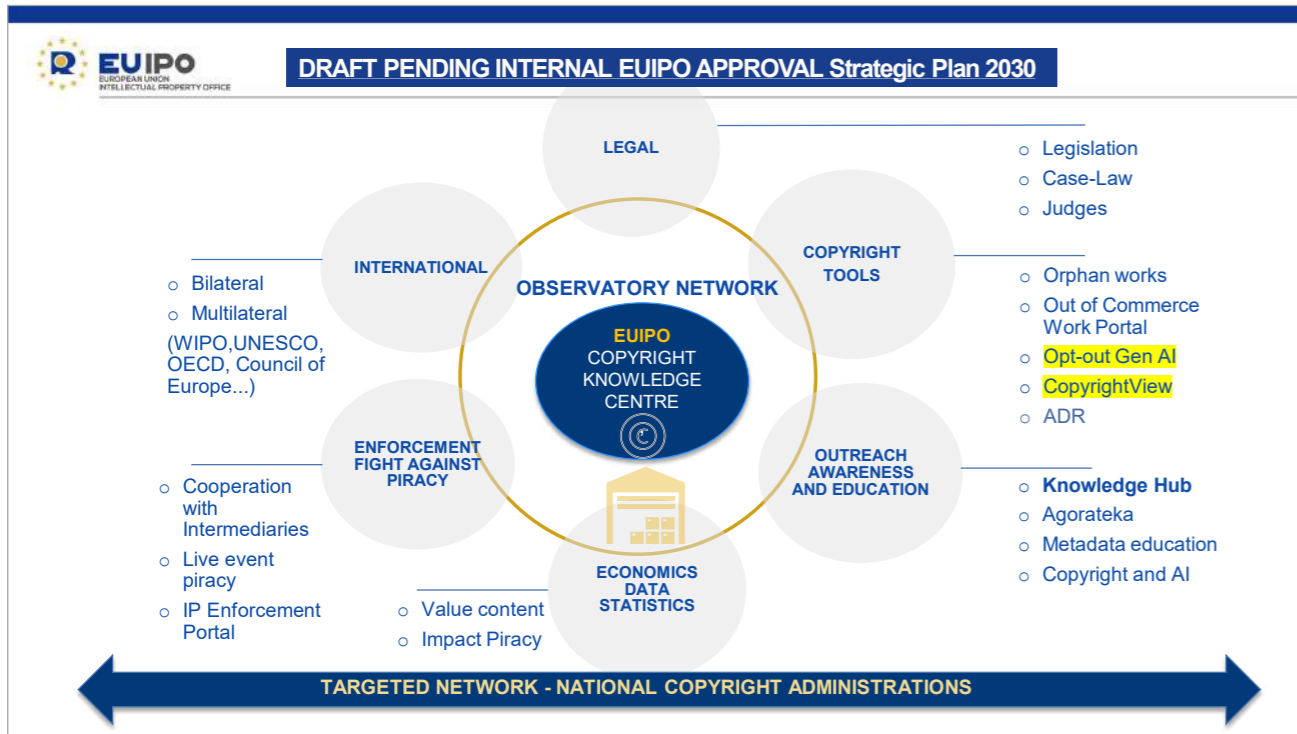 EUIPO
EUROPEAN UNION
INTELLECTUAL PROPERTY OFFICE
DRAFT PENDING INTERNAL EUIPO APPROVAL Strategic Plan 2030
LEGAL
Legislation
Case-Law
Judges
INTERNATIONAL
Bilateral
Multilateral
(WIPO,UNESCO,
OECD, Council of
Europe...)
COPYRIGHT
TOOLS
Orphan works
Out of Commerce
Work Portal
Opt-out Gen AI
CopyrightView
ADR
OBSERVATORY NETWORK
EUIPO
COPYRIGHT
KNOWLEDGE
CENTRE
©
ENFORCEMENT
FIGHT AGAINST
PIRACY
Cooperation
with
Intermediaries
Live event
piracy
IP Enforcement
Portal
OUTREACH
AWARENESS
AND EDUCATION
Knowledge Hub
Agorateka
Metadata education
Copyright and AI
ECONOMICS
DATA
STATISTICS
Value content
Impact Piracy
TARGETED NETWORK - NATIONAL COPYRIGHT ADMINISTRATIONS